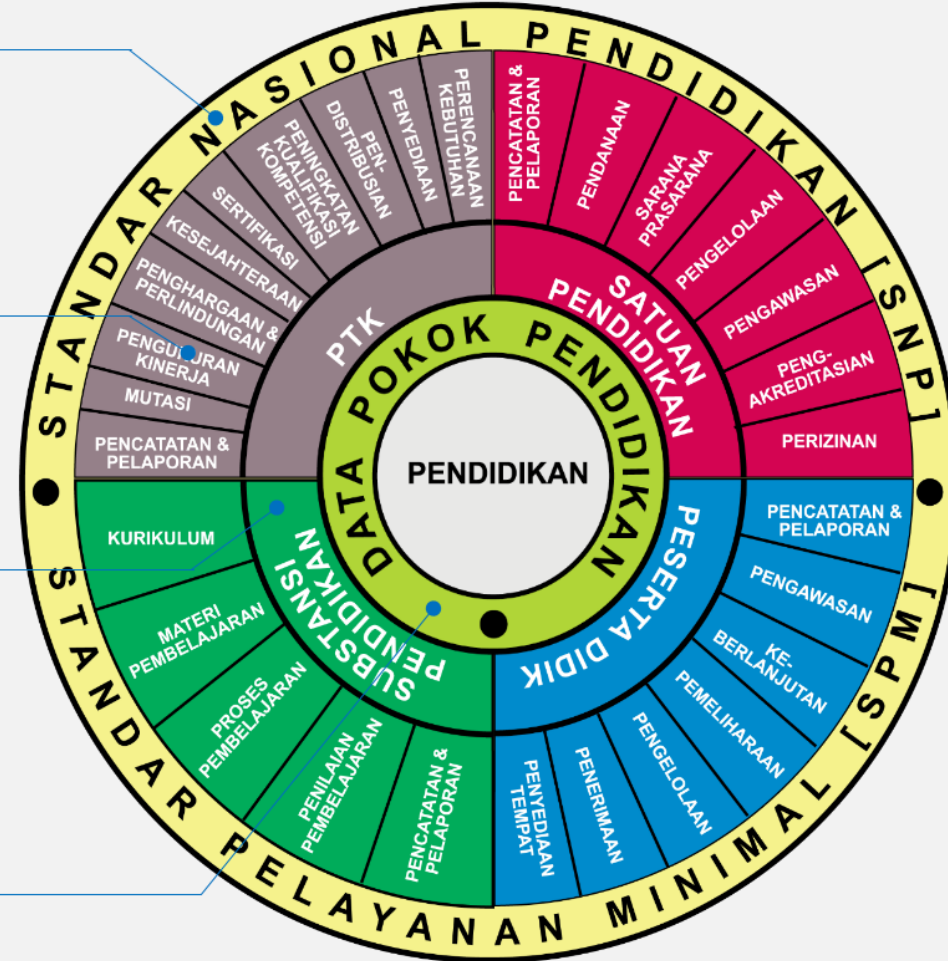 STANDAR NASIONAL PENDIDIKAN [SNP]
PERENCANAAN
KEBUTUHAN
PENYEDIAAN
PEN-
DISTRIBUSIAN
PENINGKATAN
KUALIFIKASI
KOMPETENSI
SERTIFIKASI
KESEJAHTERAAN
PENGHARGAAN &
PERLINDUNGAN
PENGUKURAN
KINERJA
MUTASI
PENCATATAN &
PELAPORAN
PTK
PENCATATAN &
PELAPORAN
PENDANAAN
SARANA
PRASARANA
PENGELOLAAN
PENGAWASAN
PENG-
AKREDITASIAN
PERIZINAN
SATUAN
PENDIDIKAN
DATA POKOK PENDIDIKAN
PENDIDIKAN
KURIKULUM
MATERI
PEMBELAJARAN
PROSES
PEMBELAJARAN
PENILAIAN
PEMBELAJARAN
PENCATATAN &
PELAPORAN
SUBSTANSI
PENDIDIKAN
PENCATATAN &
PELAPORAN
PENGAWASAN
KE-
BERLANJUTAN
PEMELIHARAAN
PENGELOLAAN
PENERIMAAN
PENYEDIAAN
TEMPAT
PESERTA DIDIK
STANDAR PELAYANAN MINIMAL [SPM]